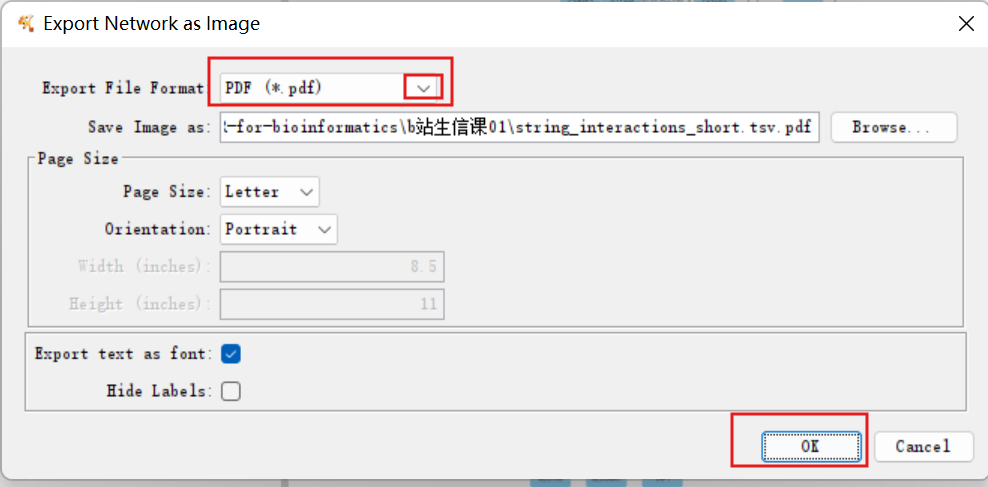 Export Network as Image
Export File Format: PDF (*.pdf)
Save Image as: -for-bioinformatics\b站生信课01\string_interactions_short.tsv.pdf Browse...
Page Size
Page Size: Letter
Orientation: Portrait
Width (inches): 8.5
Height (inches): 11
Export text as font:
Hide Labels:
OK Cancel